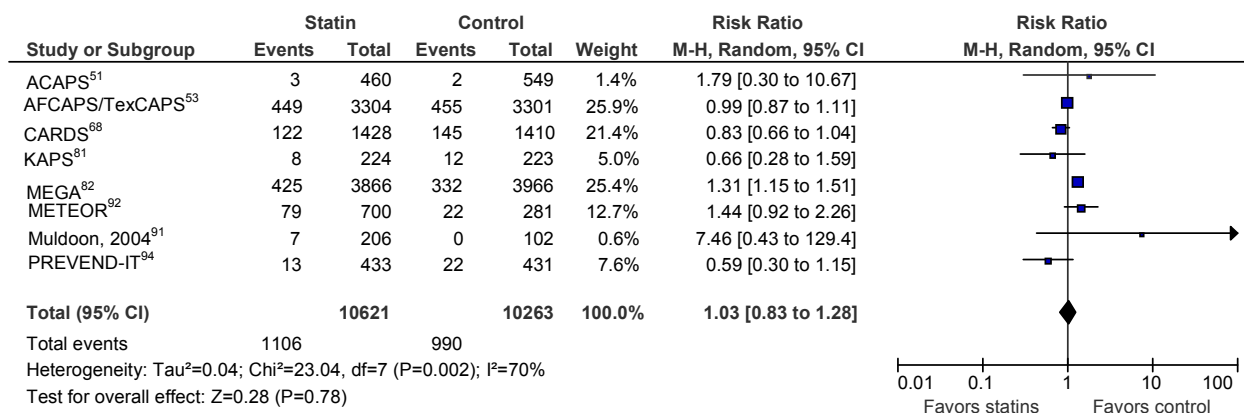 Statin Control Risk Ratio Risk Ratio
Study or Subgroup Events Total Events Total Weight M-H, Random, 95% CI M-H, Random, 95% CI
ACAPS⁵¹ 3 460 2 549 1.4% 1.79 [0.30 to 10.67]
AFCAPS/TexCAPS⁵³ 449 3304 455 3301 25.9% 0.99 [0.87 to 1.11]
CARDS⁶⁸ 122 1428 145 1410 21.4% 0.83 [0.66 to 1.04]
KAPS⁸¹ 8 224 12 223 5.0% 0.66 [0.28 to 1.59]
MEGA⁸² 425 3866 332 3966 25.4% 1.31 [1.15 to 1.51]
METEOR⁹² 79 700 22 281 12.7% 1.44 [0.92 to 2.26]
Muldoon, 2004⁹¹ 7 206 0 102 0.6% 7.46 [0.43 to 129.4]
PREVEND-IT⁹⁴ 13 433 22 431 7.6% 0.59 [0.30 to 1.15]
Total (95% CI) 10621 10263 100.0% 1.03 [0.83 to 1.28]
Total events 1106 990
Heterogeneity: Tau²=0.04; Chi²=23.04, df=7 (P=0.002); I²=70%
Test for overall effect: Z=0.28 (P=0.78)
0.01 0.1 1 10 100
Favors statins Favors control